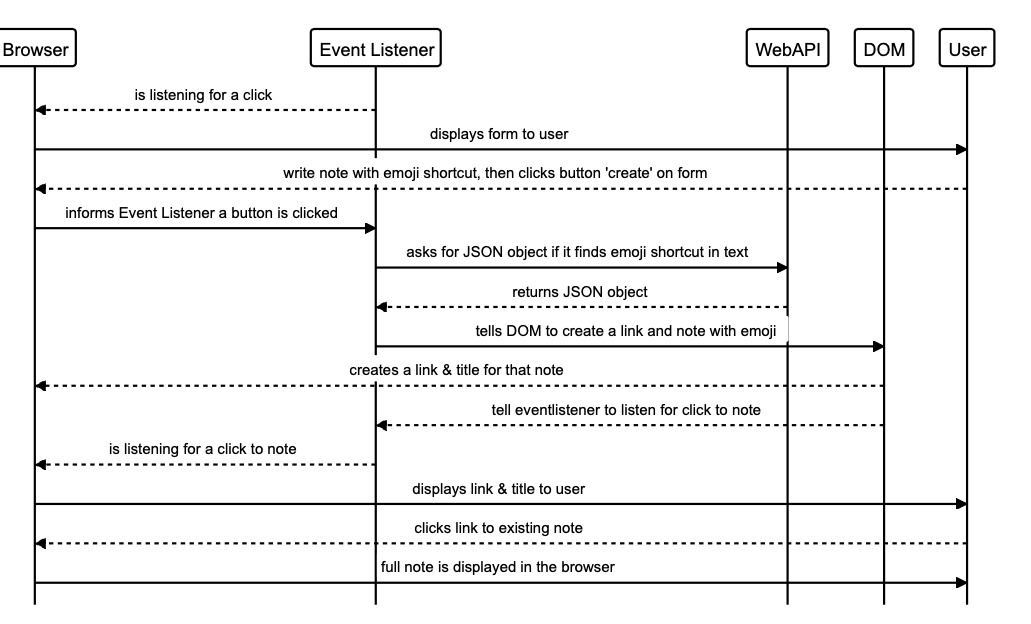 Browser
Event Listener
WebAPI
DOM
User
is listening for a click
displays form to user
write note with emoji shortcut, then clicks button 'create' on form
informs Event Listener a button is clicked
asks for JSON object if it finds emoji shortcut in text
returns JSON object
tells DOM to create a link and note with emoji
creates a link & title for that note
tell eventlistener to listen for click to note
is listening for a click to note
displays link & title to user
clicks link to existing note
full note is displayed in the browser